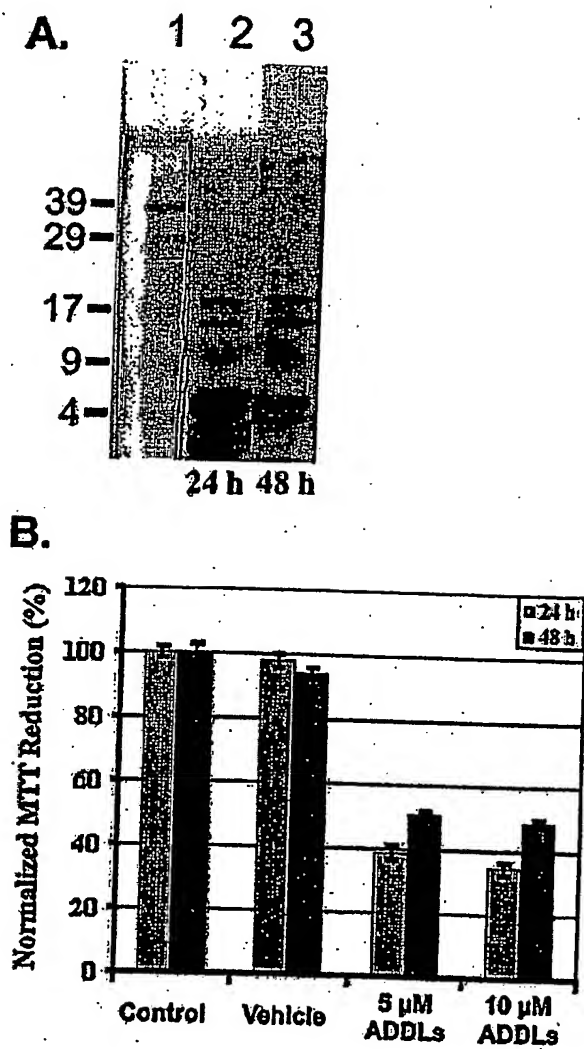 A. 1 2 3
39
29
17
9
4
24 h 48 h
B.
Normalized MTT Reduction (%)
120
100
80
60
40
20
0
24 h
48 h
Control Vehicle 5 µM ADDLs 10 µM ADDLs